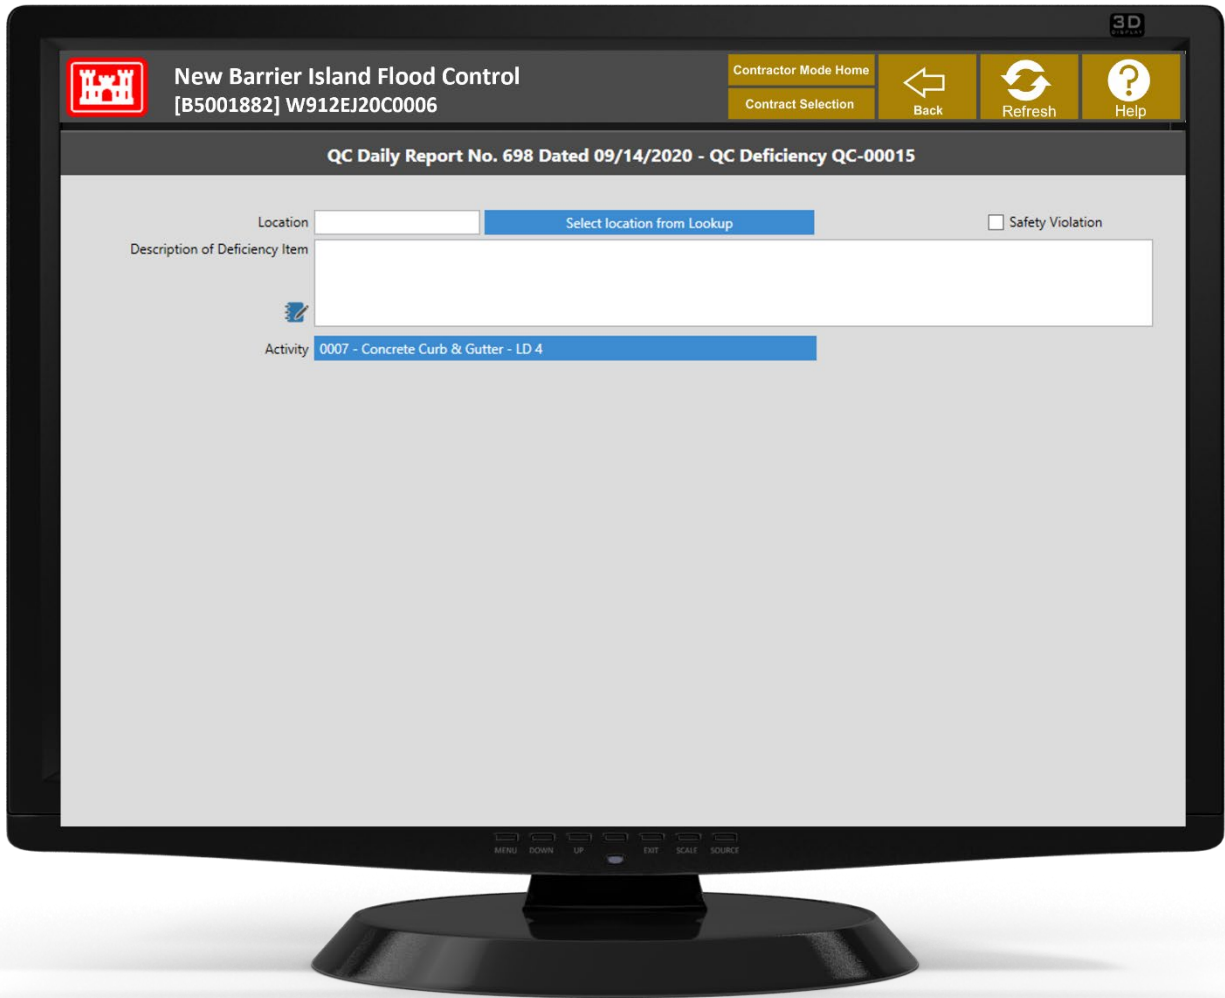 3D
DISPLAY
New Barrier Island Flood Control
[B5001882] W912EJ20C0006
Contractor Mode Home
Contract Selection
Back
Refresh
Help
QC Daily Report No. 698 Dated 09/14/2020 - QC Deficiency QC-00015
Location
Select location from Lookup
Safety Violation
Description of Deficiency Item
Activity 0007 - Concrete Curb & Gutter - LD 4
MENU DOWN UP EXIT SCALE SOURCE